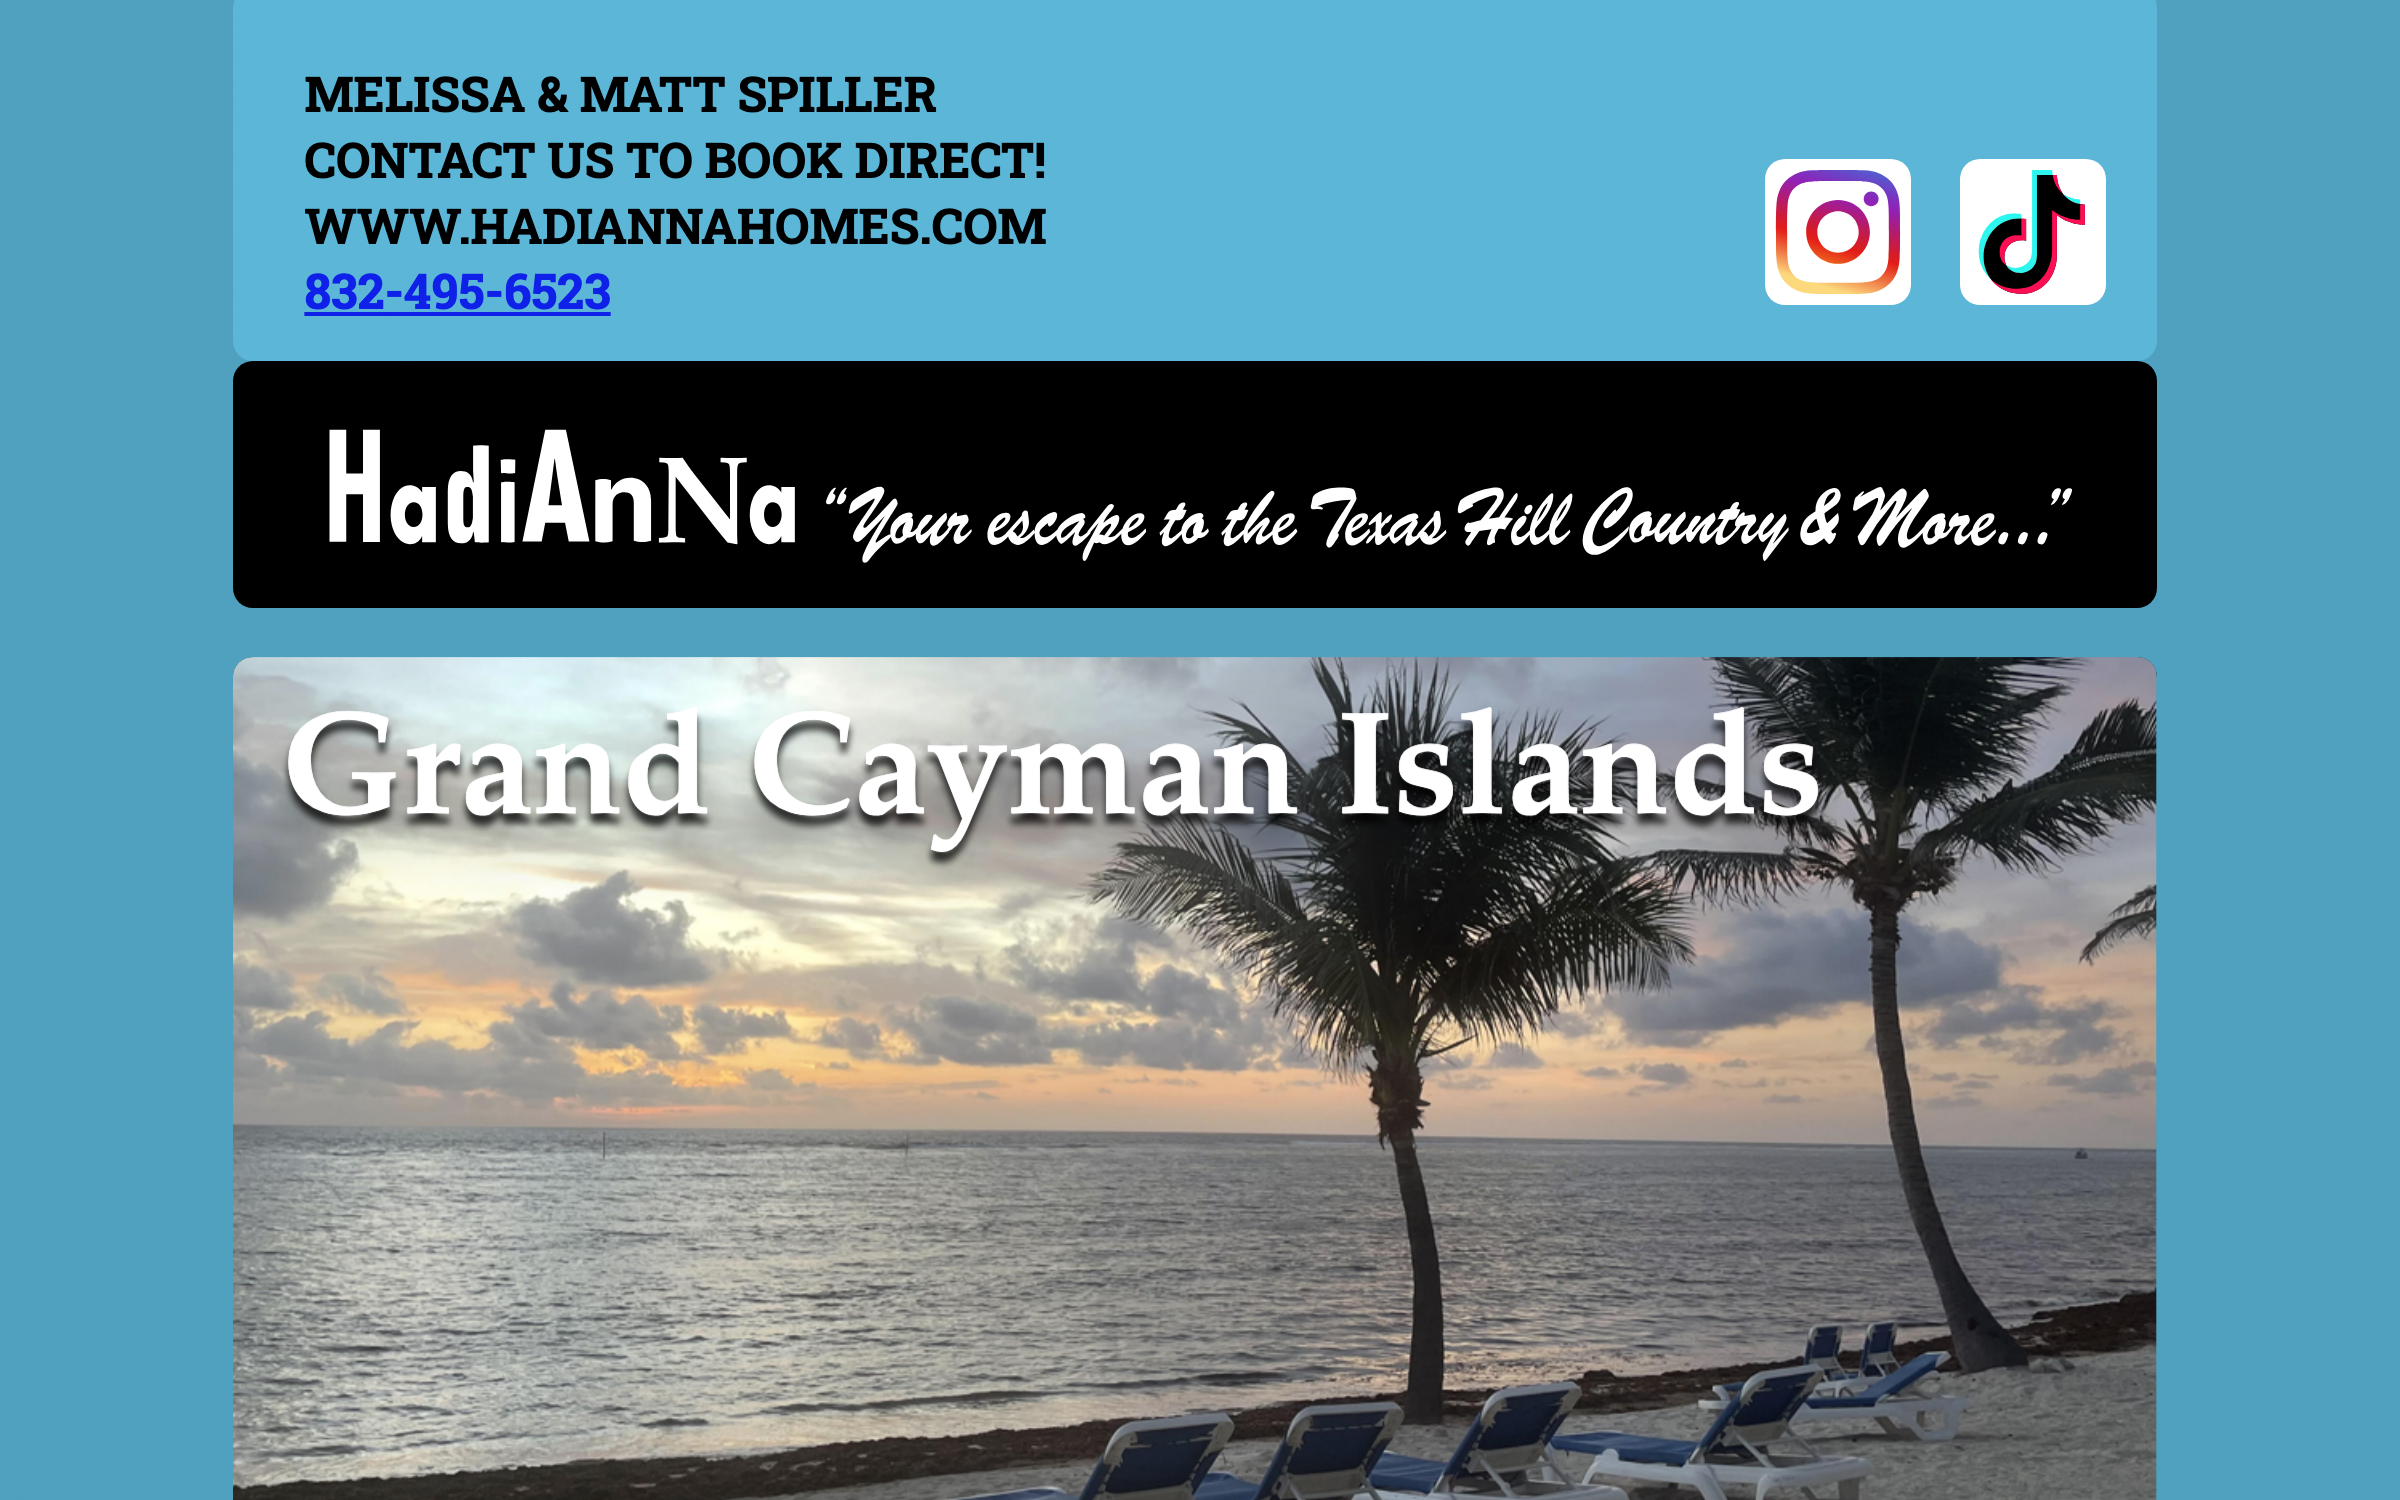 MELISSA & MATT SPILLER
CONTACT US TO BOOK DIRECT!
WWW.HADIANNAHOMES.COM
832-495-6523
HadiAnNa “Your escape to the Texas Hill Country & More...”
Grand Cayman Islands